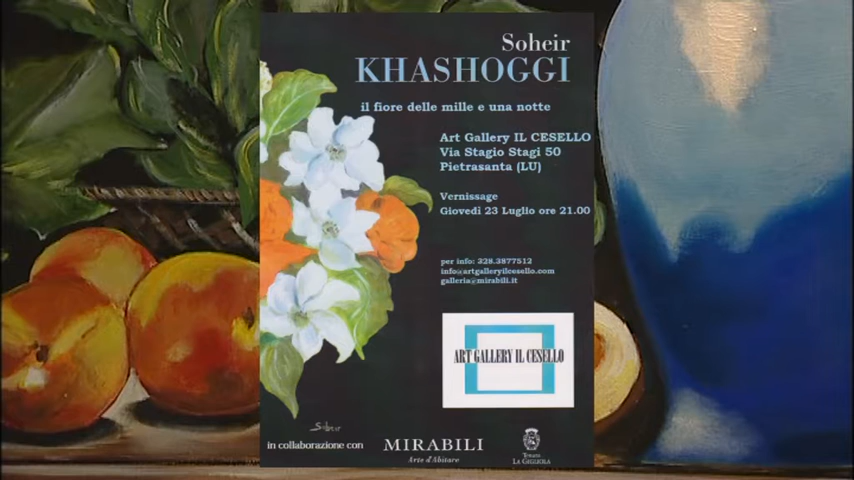 Soheir
KHASHOGGI
il fiore delle mille e una notte
Art Gallery IL CESELLO
Via Stagio Stagi 50
Pietrasanta (LU)
Vernissage
Giovedì 23 Luglio ore 21.00
per info: 328.3877512
info@artgalleryilcesello.com
galleria@mirabili.it
ART GALLERY IL CESELLO
Soheir
in collaborazione con
MIRABILI
Arte d'Abitare
Tenuta
LA GIGLIOLA